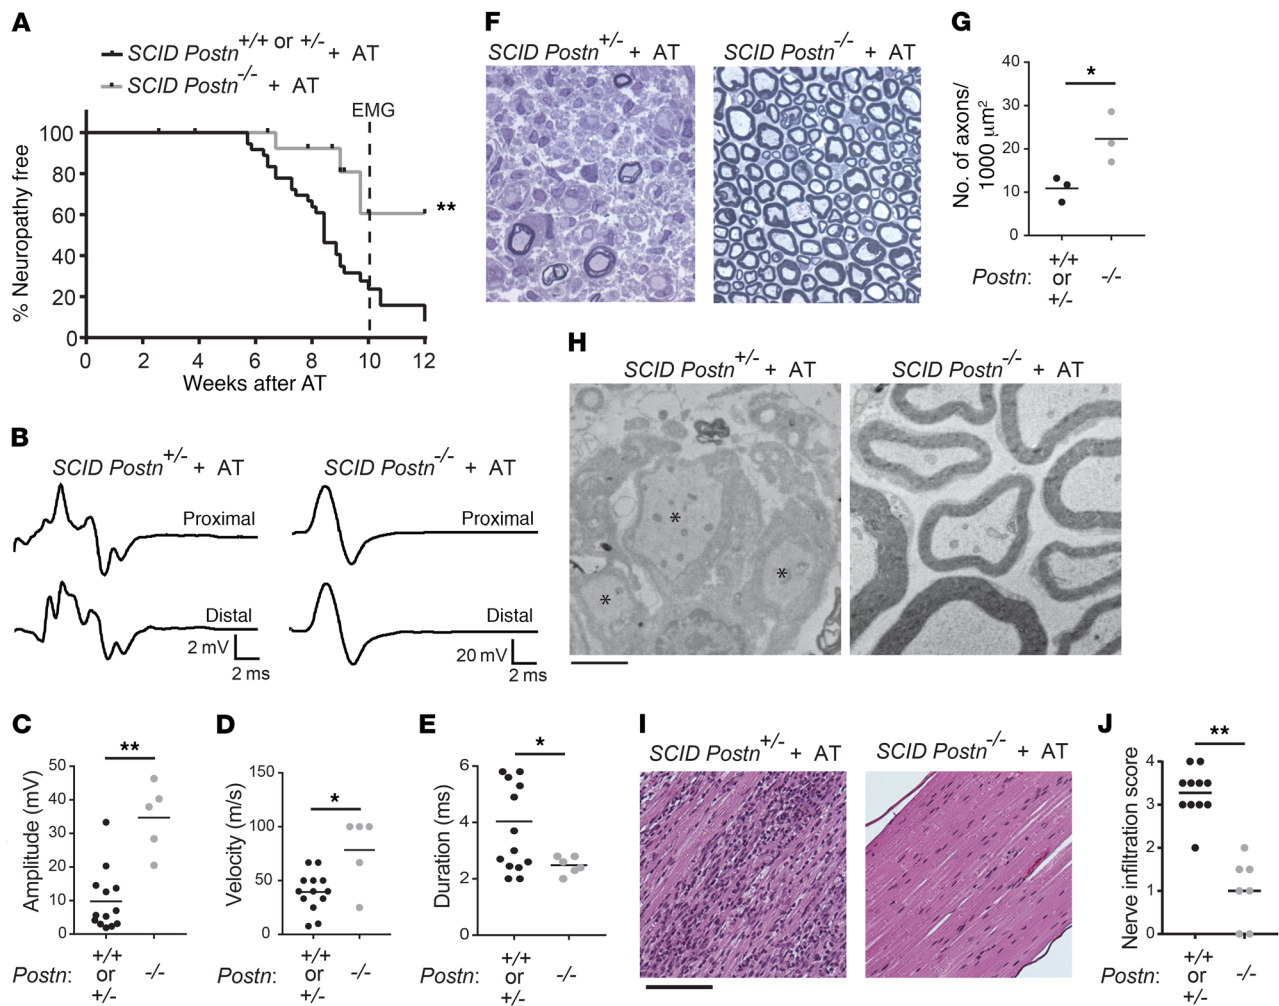 A
SCID Postn+/+ or +/- + AT
SCID Postn-/- + AT
EMG
% Neuropathy free
100
80
60
40
20
0
**
0 2 4 6 8 10 12
Weeks after AT
B
SCID Postn+/- + AT
SCID Postn-/- + AT
Proximal
Proximal
Distal
Distal
2 mV
2 ms
20 mV
2 ms
C
**
Amplitude (mV)
50
40
30
20
10
0
Postn: +/+ or +/- -/-
D
*
Velocity (m/s)
150
100
50
0
Postn: +/+ or +/- -/-
E
*
Duration (ms)
6
4
2
0
Postn: +/+ or +/- -/-
F
SCID Postn+/- + AT
SCID Postn-/- + AT
G
*
No. of axons/
1000 µm2
40
30
20
10
0
Postn: +/+ or +/- -/-
H
SCID Postn+/- + AT
SCID Postn-/- + AT
*
*
*
I
SCID Postn+/- + AT
SCID Postn-/- + AT
J
**
Nerve infiltration score
4
3
2
1
0
Postn: +/+ or +/- -/-